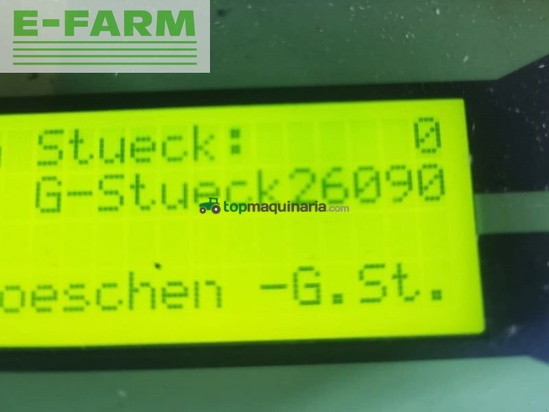 E-FARM
Stueck: 0
G-Stueck26090
topmaquinaria.com
oeschen -G.St.